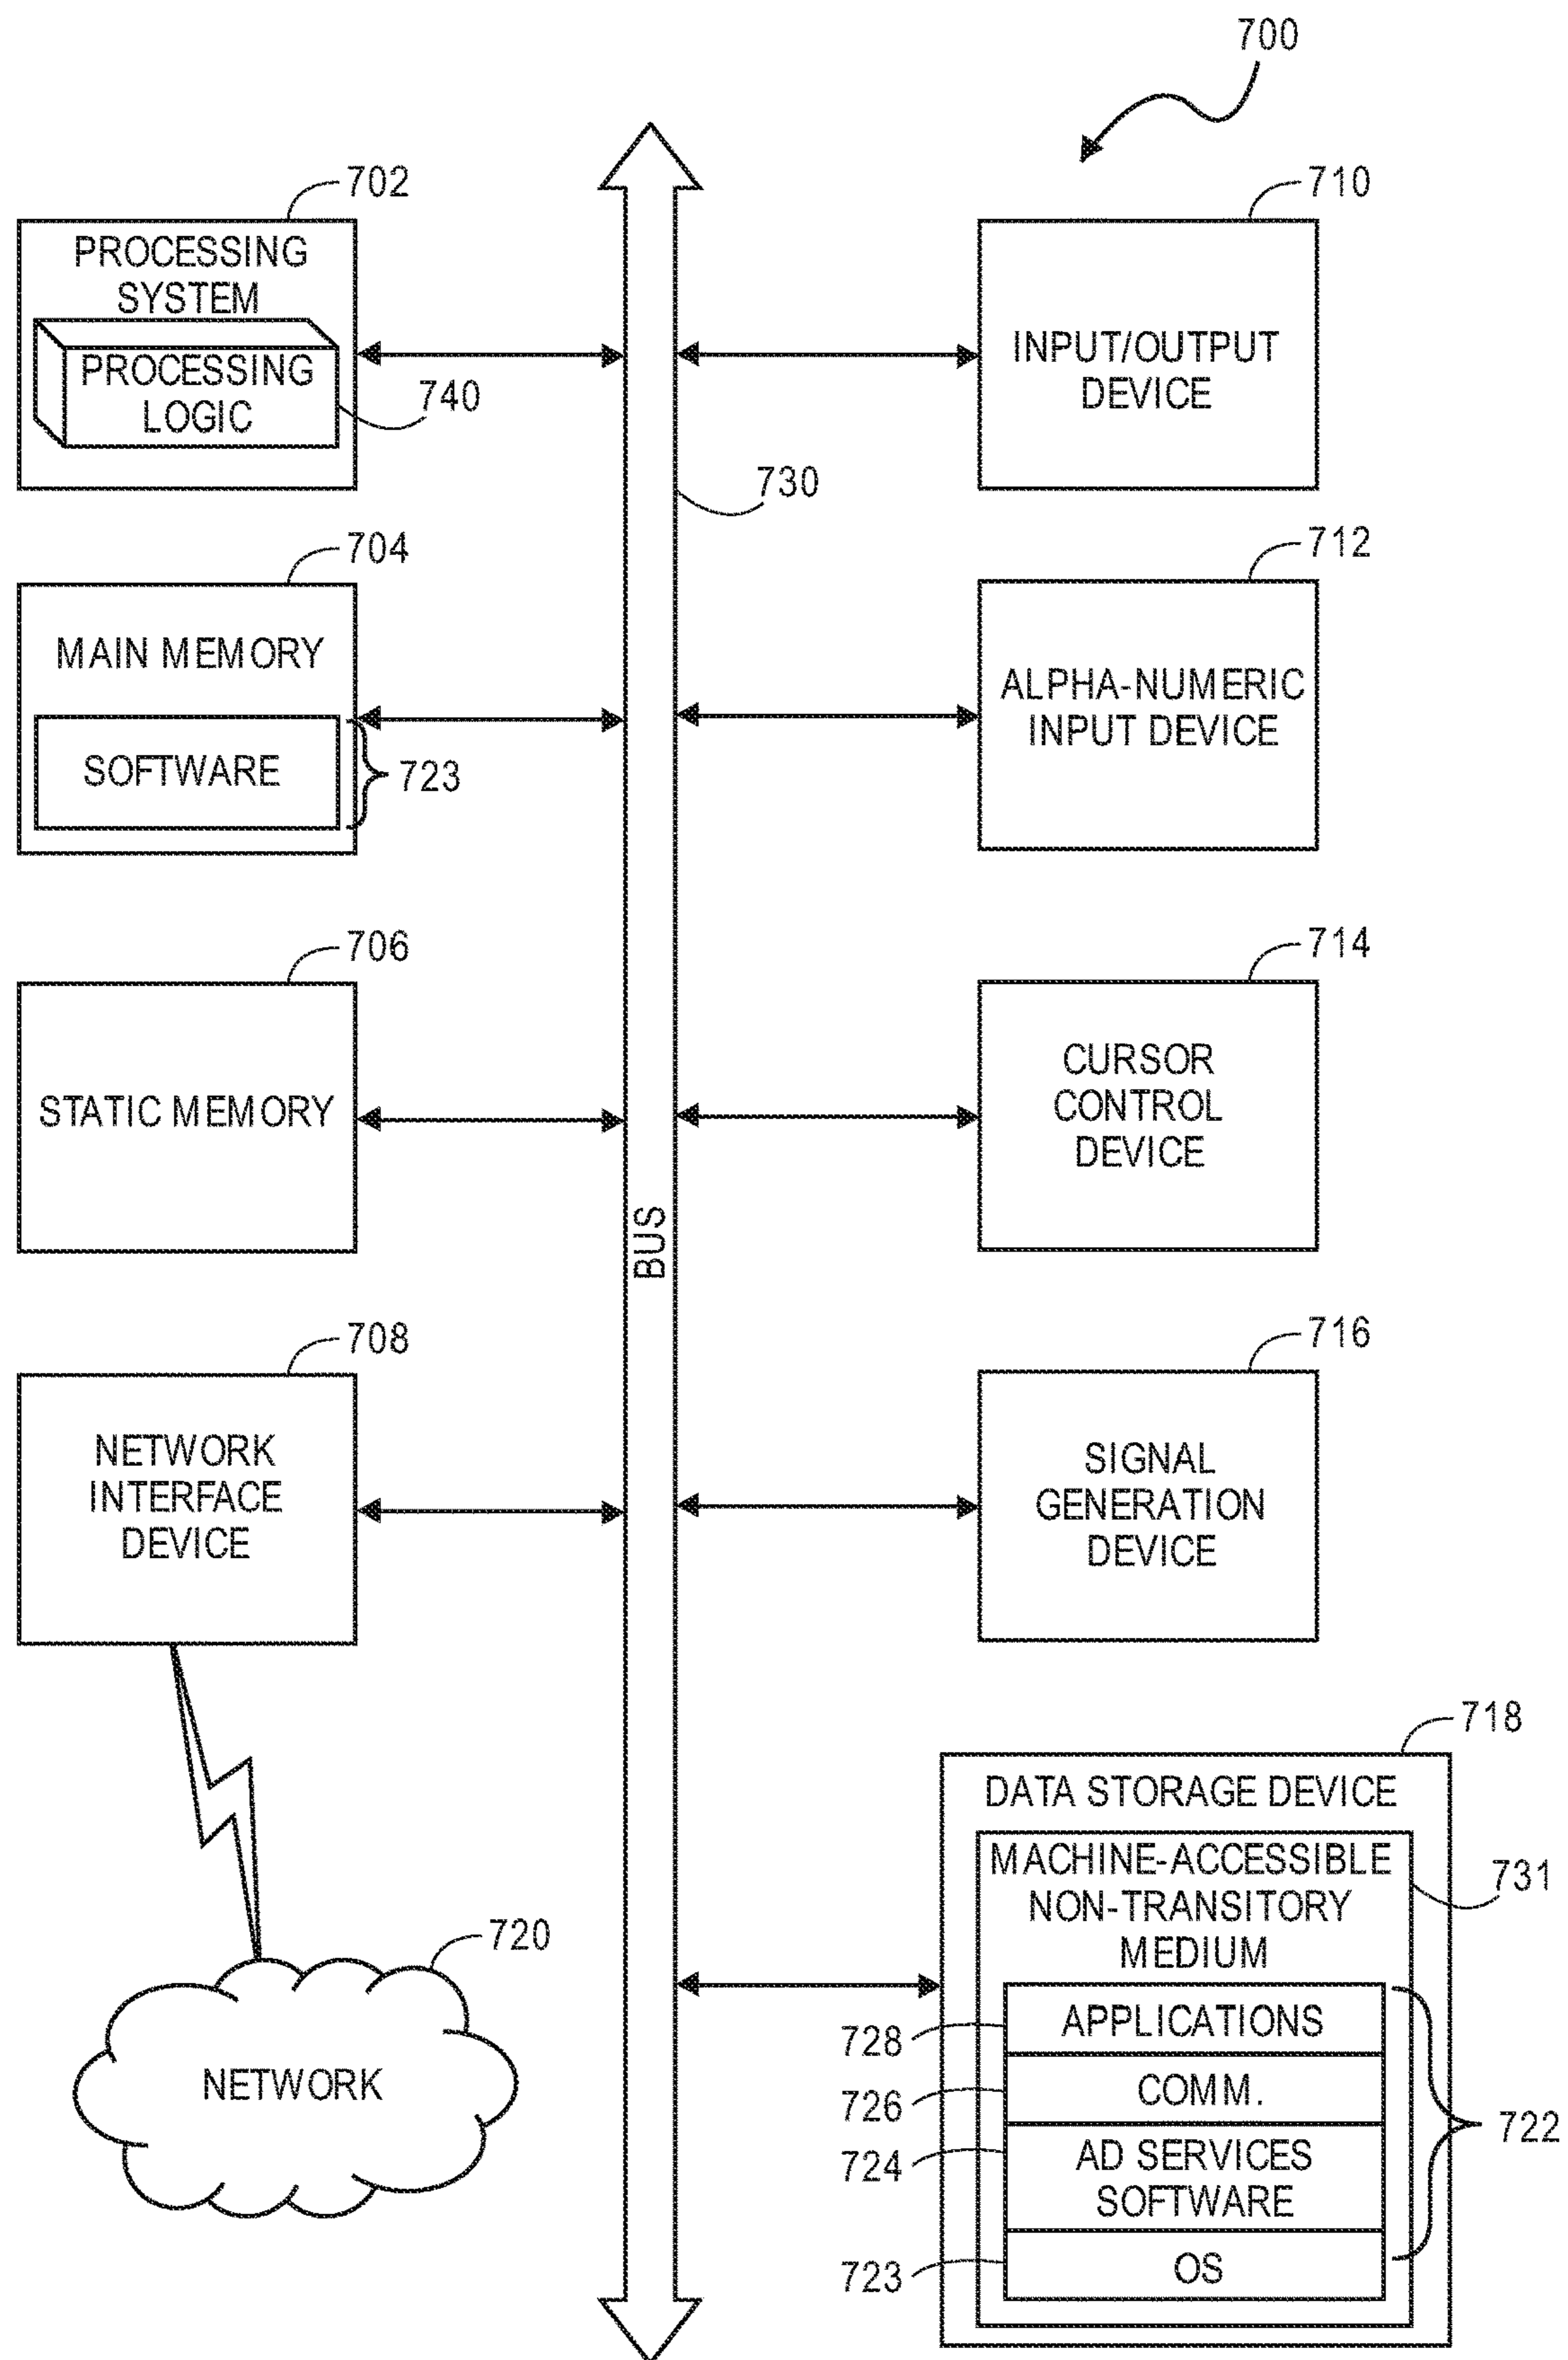 700
702
PROCESSING
SYSTEM
PROCESSING
LOGIC
740
710
INPUT/OUTPUT
DEVICE
730
704
MAIN MEMORY
SOFTWARE
723
712
ALPHA-NUMERIC
INPUT DEVICE
706
STATIC MEMORY
714
CURSOR
CONTROL
DEVICE
BUS
708
NETWORK
INTERFACE
DEVICE
716
SIGNAL
GENERATION
DEVICE
720
NETWORK
718
DATA STORAGE DEVICE
MACHINE-ACCESSIBLE
NON-TRANSITORY
MEDIUM
731
728
APPLICATIONS
726
COMM.
724
AD SERVICES
SOFTWARE
722
723
OS